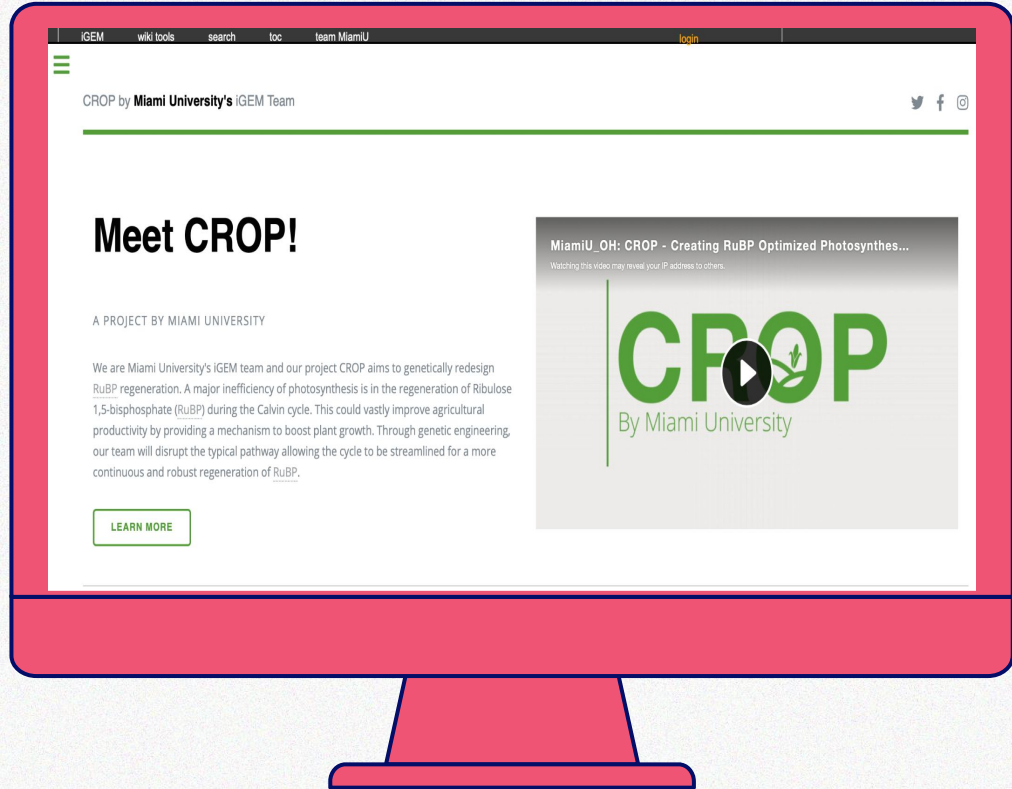 iGEM wiki tools search toc team MiamiU login
CROP by Miami University's iGEM Team
Meet CROP!
A PROJECT BY MIAMI UNIVERSITY
We are Miami University's iGEM team and our project CROP aims to genetically redesign
RuBP regeneration. A major inefficiency of photosynthesis is in the regeneration of Ribulose
1,5-bisphosphate (RuBP) during the Calvin cycle. This could vastly improve agricultural
productivity by providing a mechanism to boost plant growth. Through genetic engineering,
our team will disrupt the typical pathway allowing the cycle to be streamlined for a more
continuous and robust regeneration of RuBP.
LEARN MORE
MiamiU_OH: CROP - Creating RuBP Optimized Photosynthes...
Watching this video may reveal your IP address to others.
CROP
By Miami University